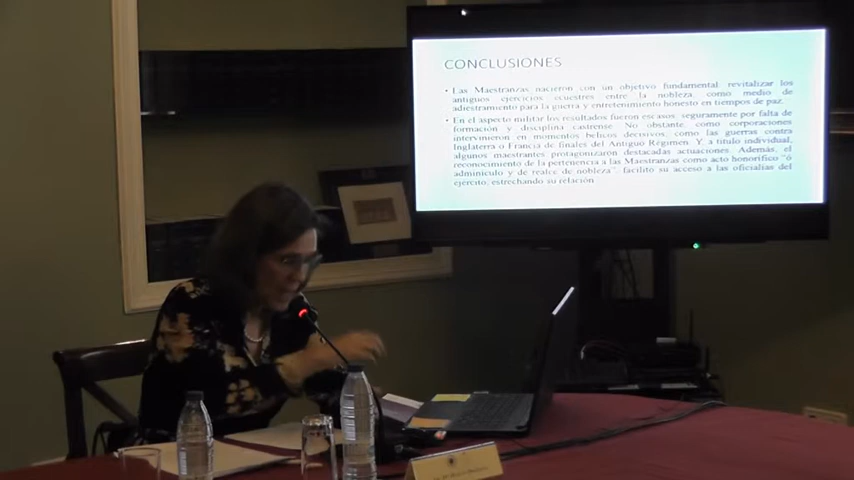 CONCLUSIONES
• Las Maestranzas nacieron con un objetivo fundamental: revitalizar los
antiguos ejercicios ecuestres entre la nobleza, como medio de
adiestramiento para la guerra y entretenimiento honesto en tiempos de paz.
• En el aspecto militar los resultados fueron escasos, seguramente por falta de
formación y disciplina castrense. No obstante, como corporaciones
intervinieron en momentos bélicos decisivos, como las guerras contra
Inglaterra o Francia de finales del Antiguo Régimen. Y, a título individual,
algunos maestrantes protagonizaron destacadas actuaciones. Además, el
reconocimiento de la pertenencia a las Maestranzas como acto honorífico "ó
adminículo y de realce de nobleza", facilitó su acceso a las oficialías del
ejército, estrechando su relación